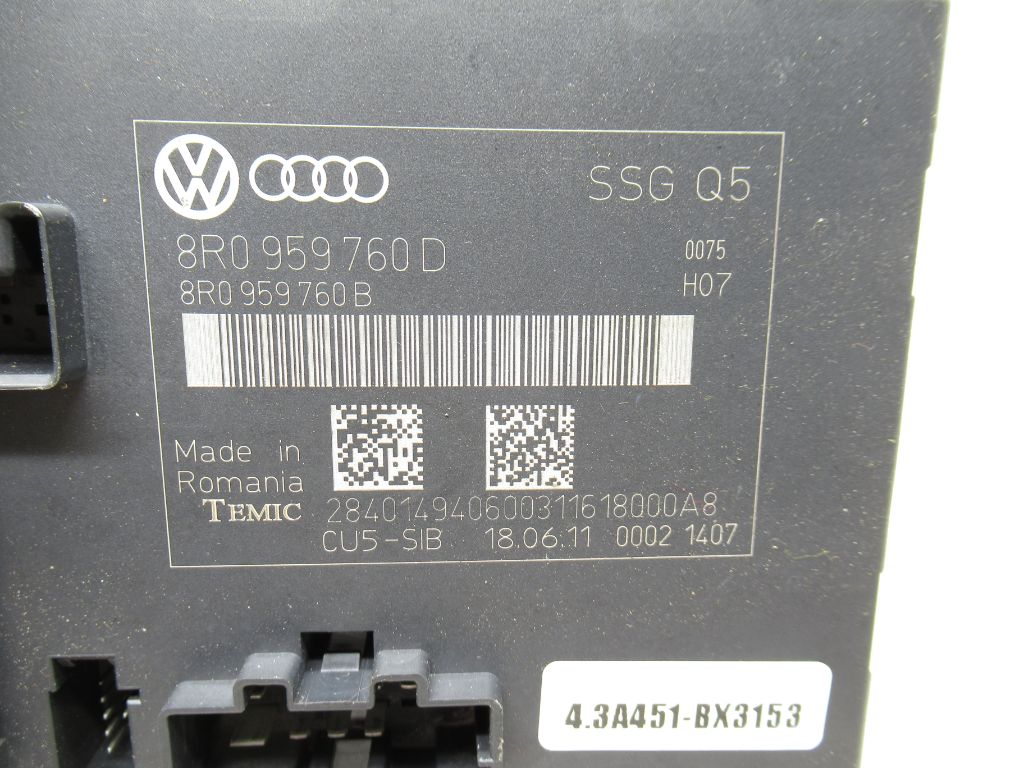 SSG Q5
8R0 959 760 D
0075
8R0 959 760 B
H07
Made in
Romania
TEMIC
284014940600311618000A8
CU5-SIB 18.06.11 0002 1407
4.3A451-BX3153